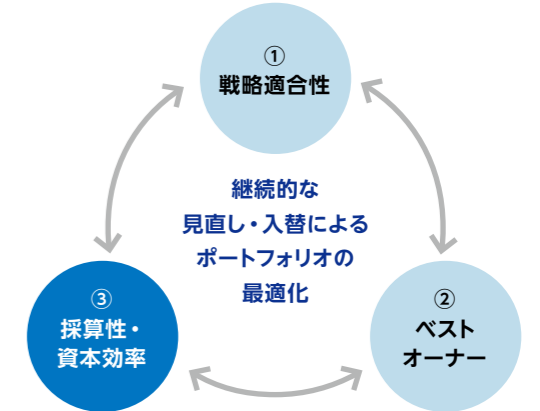 ①
戦略適合性
継続的な
見直し・入替による
ポートフォリオの
最適化
③
採算性・
資本効率
②
ベスト
オーナー